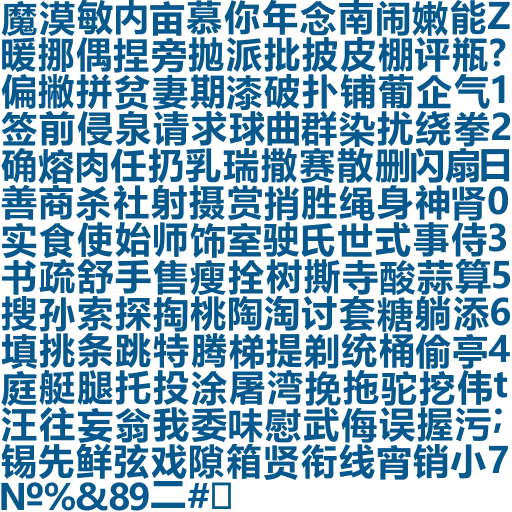 魔漠敏内亩慕你年念南闹嫩能Z
暖挪偶捏旁抛派批披皮棚评瓶?
偏撇拼贫妻期漆破扑铺葡企气1
签前侵泉请求球曲群染扰绕拳2
确熔肉任扔乳瑞撒赛散删闪扇日
善商杀社射摄赏捎胜绳身神肾0
实食使始师饰室驶氏世式事侍3
书疏舒手售瘦拴树撕寺酸蒜算5
搜孙索探掏桃陶淘讨套糖躺添6
填挑条跳特腾梯提剃统桶偷亭4
庭艇腿托投涂屠湾挽拖驼挖伟t
汪往妄翁我委味慰武侮误握污;
锡先鲜弦戏隙箱贤衔线宵销小7
№%&89二#